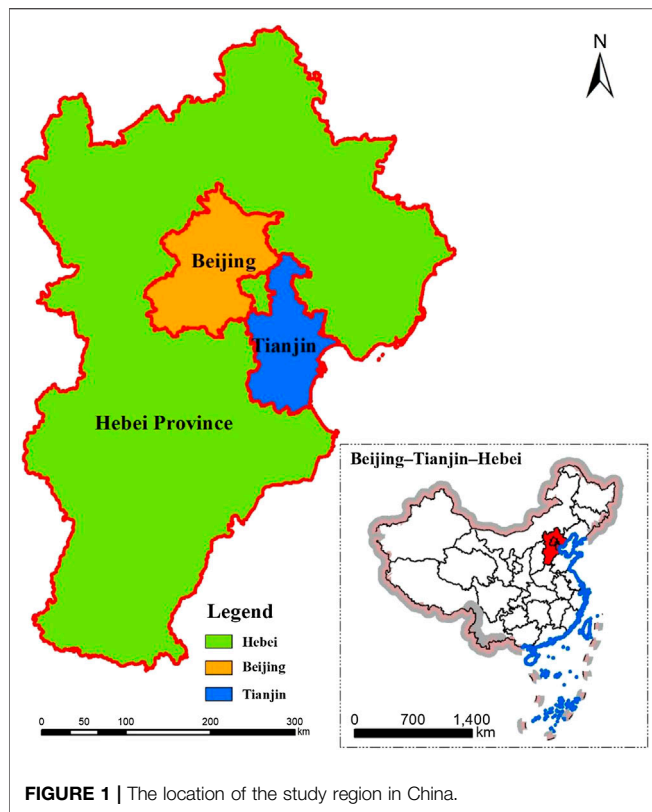 N
Beijing
Tianjin
Hebei Province
Legend
Hebei
Beijing
Tianjin
0 50 100 200 300
km
Beijing–Tianjin–Hebei
0 700 1,400
km
FIGURE 1 | The location of the study region in China.